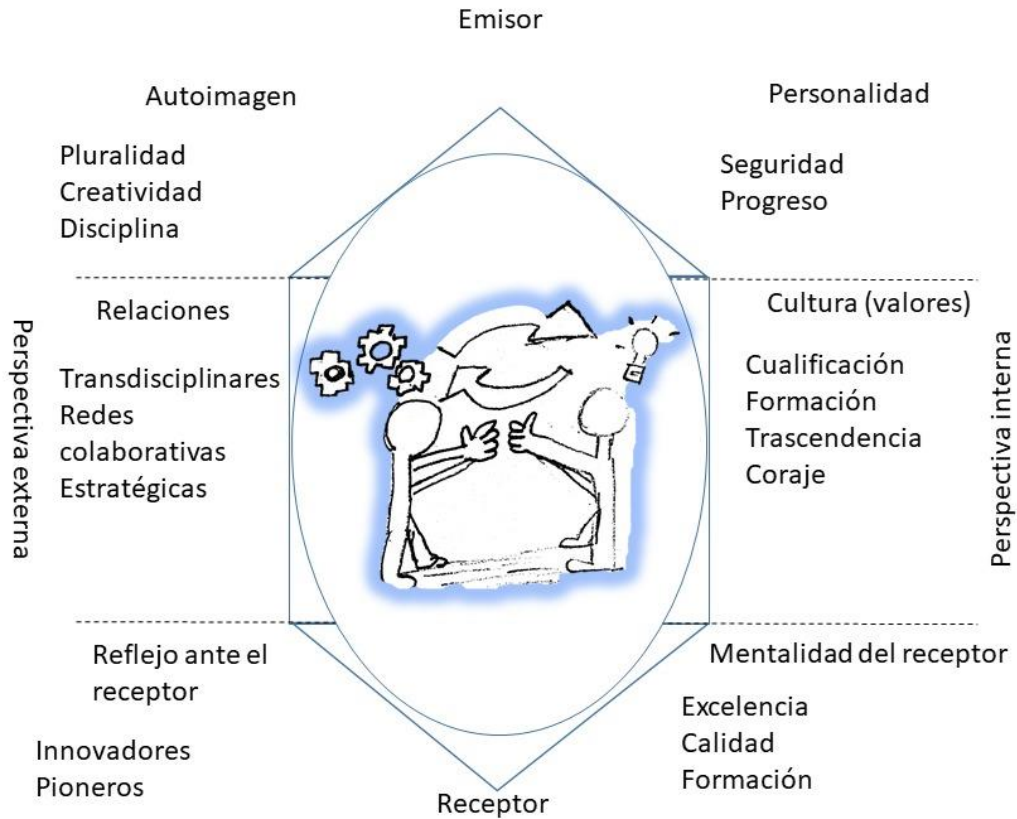 Emisor
Autoimagen
Personalidad
Pluralidad
Creatividad
Disciplina
Seguridad
Progreso
Perspectiva externa
Relaciones
Transdisciplinares
Redes
colaborativas
Estratégicas
Cultura (valores)
Cualificación
Formación
Trascendencia
Coraje
Perspectiva interna
Reflejo ante el
receptor
Innovadores
Pioneros
Mentalidad del receptor
Excelencia
Calidad
Formación
Receptor